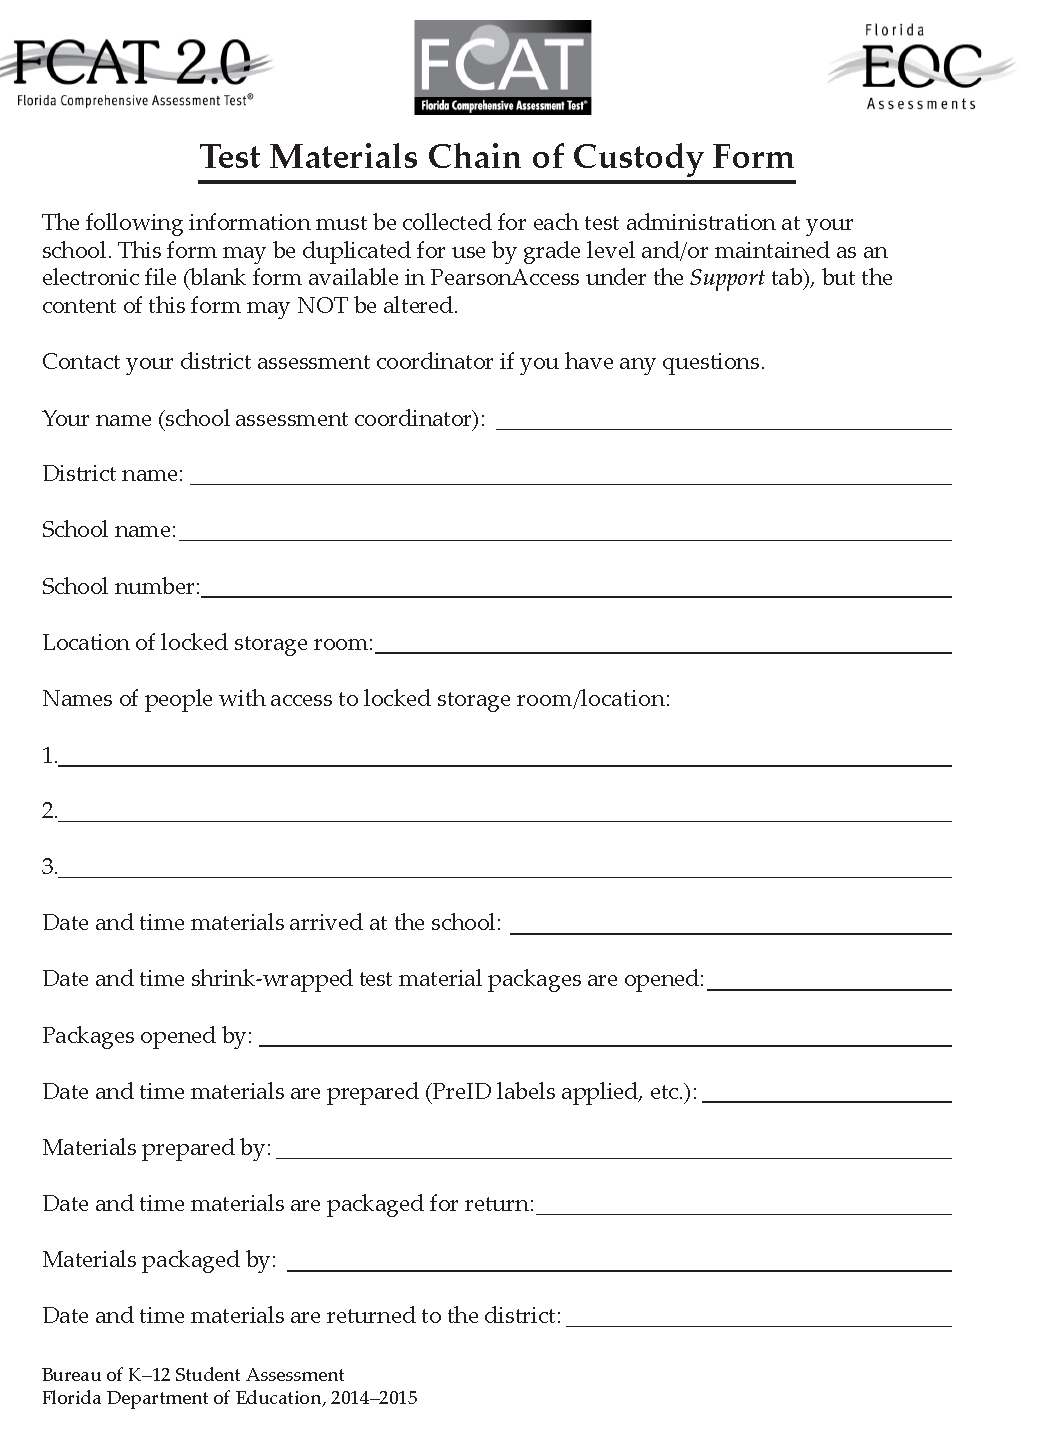 FCAT 2.0
Florida Comprehensive Assessment Test®
FCAT
Florida Comprehensive Assessment Test®
Florida
EOC
Assessments
Test Materials Chain of Custody Form
The following information must be collected for each test administration at your
school. This form may be duplicated for use by grade level and/or maintained as an
electronic file (blank form available in PearsonAccess under the Support tab), but the
content of this form may NOT be altered.
Contact your district assessment coordinator if you have any questions.
Your name (school assessment coordinator):
District name:
School name:
School number:
Location of locked storage room:
Names of people with access to locked storage room/location:
1.
2.
3.
Date and time materials arrived at the school:
Date and time shrink-wrapped test material packages are opened:
Packages opened by:
Date and time materials are prepared (PreID labels applied, etc.):
Materials prepared by:
Date and time materials are packaged for return:
Materials packaged by:
Date and time materials are returned to the district:
Bureau of K–12 Student Assessment
Florida Department of Education, 2014–2015